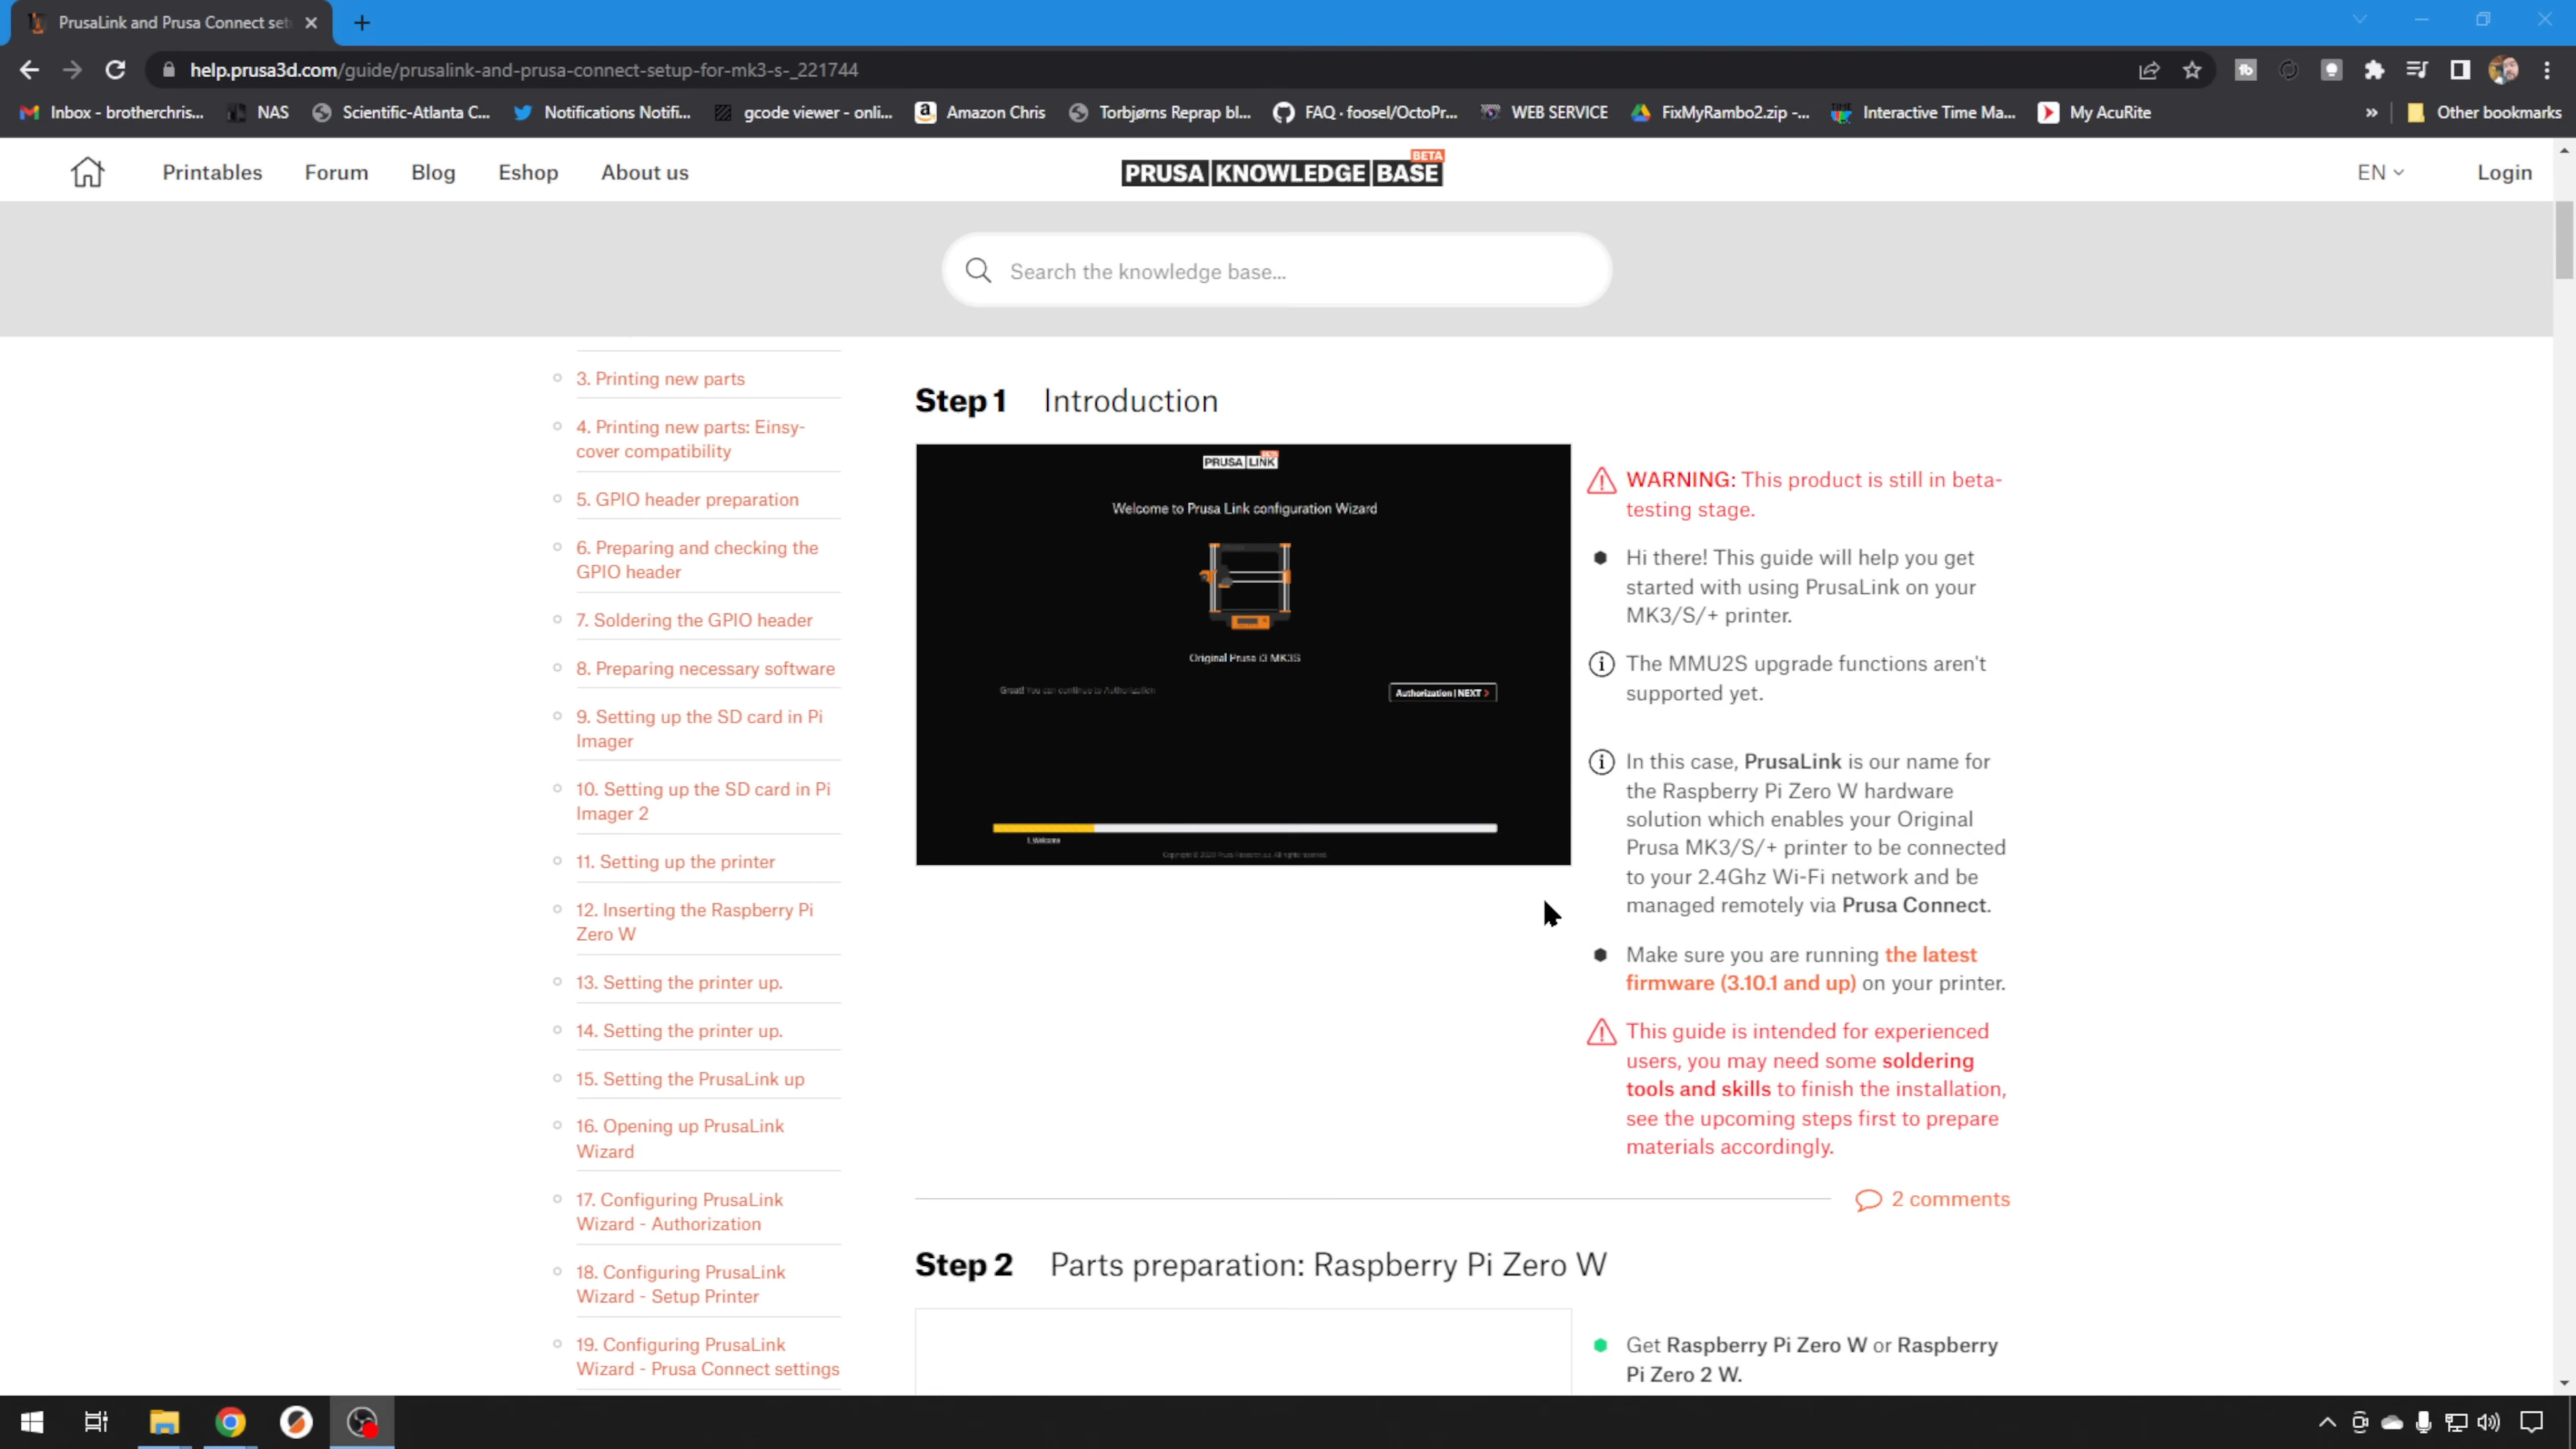 PrusaLink and Prusa Connect set
help.prusa3d.com/guide/prusalink-and-prusa-connect-setup-for-mk3-s-_221744
Inbox - brotherchris...
NAS
Scientific-Atlanta C...
Notifications Notifi...
gcode viewer - onli...
Amazon Chris
Torbjørns Reprap bl...
FAQ · foosel/OctoPr...
WEB SERVICE
FixMyRambo2.zip -...
Interactive Time Ma...
My AcuRite
»
Other bookmarks
Printables
Forum
Blog
Eshop
About us
PRUSA KNOWLEDGE BASE
BETA
EN
Login
Search the knowledge base...
3. Printing new parts
4. Printing new parts: Einsy-
cover compatibility
5. GPIO header preparation
6. Preparing and checking the
GPIO header
7. Soldering the GPIO header
8. Preparing necessary software
9. Setting up the SD card in Pi
Imager
10. Setting up the SD card in Pi
Imager 2
11. Setting up the printer
12. Inserting the Raspberry Pi
Zero W
13. Setting the printer up.
14. Setting the printer up.
15. Setting the PrusaLink up
16. Opening up PrusaLink
Wizard
17. Configuring PrusaLink
Wizard - Authorization
18. Configuring PrusaLink
Wizard - Setup Printer
19. Configuring PrusaLink
Wizard - Prusa Connect settings
Step 1 Introduction
PRUSA LINK
BETA
Welcome to Prusa Link configuration Wizard
Original Prusa i3 MK3S
Great! You can continue to Authorization
Authorization | NEXT >
1. Welcome
Copyright © 2020 Prusa Research a.s. All rights reserved.
WARNING: This product is still in beta-
testing stage.
Hi there! This guide will help you get
started with using PrusaLink on your
MK3/S/+ printer.
The MMU2S upgrade functions aren't
supported yet.
In this case, PrusaLink is our name for
the Raspberry Pi Zero W hardware
solution which enables your Original
Prusa MK3/S/+ printer to be connected
to your 2.4Ghz Wi-Fi network and be
managed remotely via Prusa Connect.
Make sure you are running the latest
firmware (3.10.1 and up) on your printer.
This guide is intended for experienced
users, you may need some soldering
tools and skills to finish the installation,
see the upcoming steps first to prepare
materials accordingly.
2 comments
Step 2 Parts preparation: Raspberry Pi Zero W
Get Raspberry Pi Zero W or Raspberry
Pi Zero 2 W.